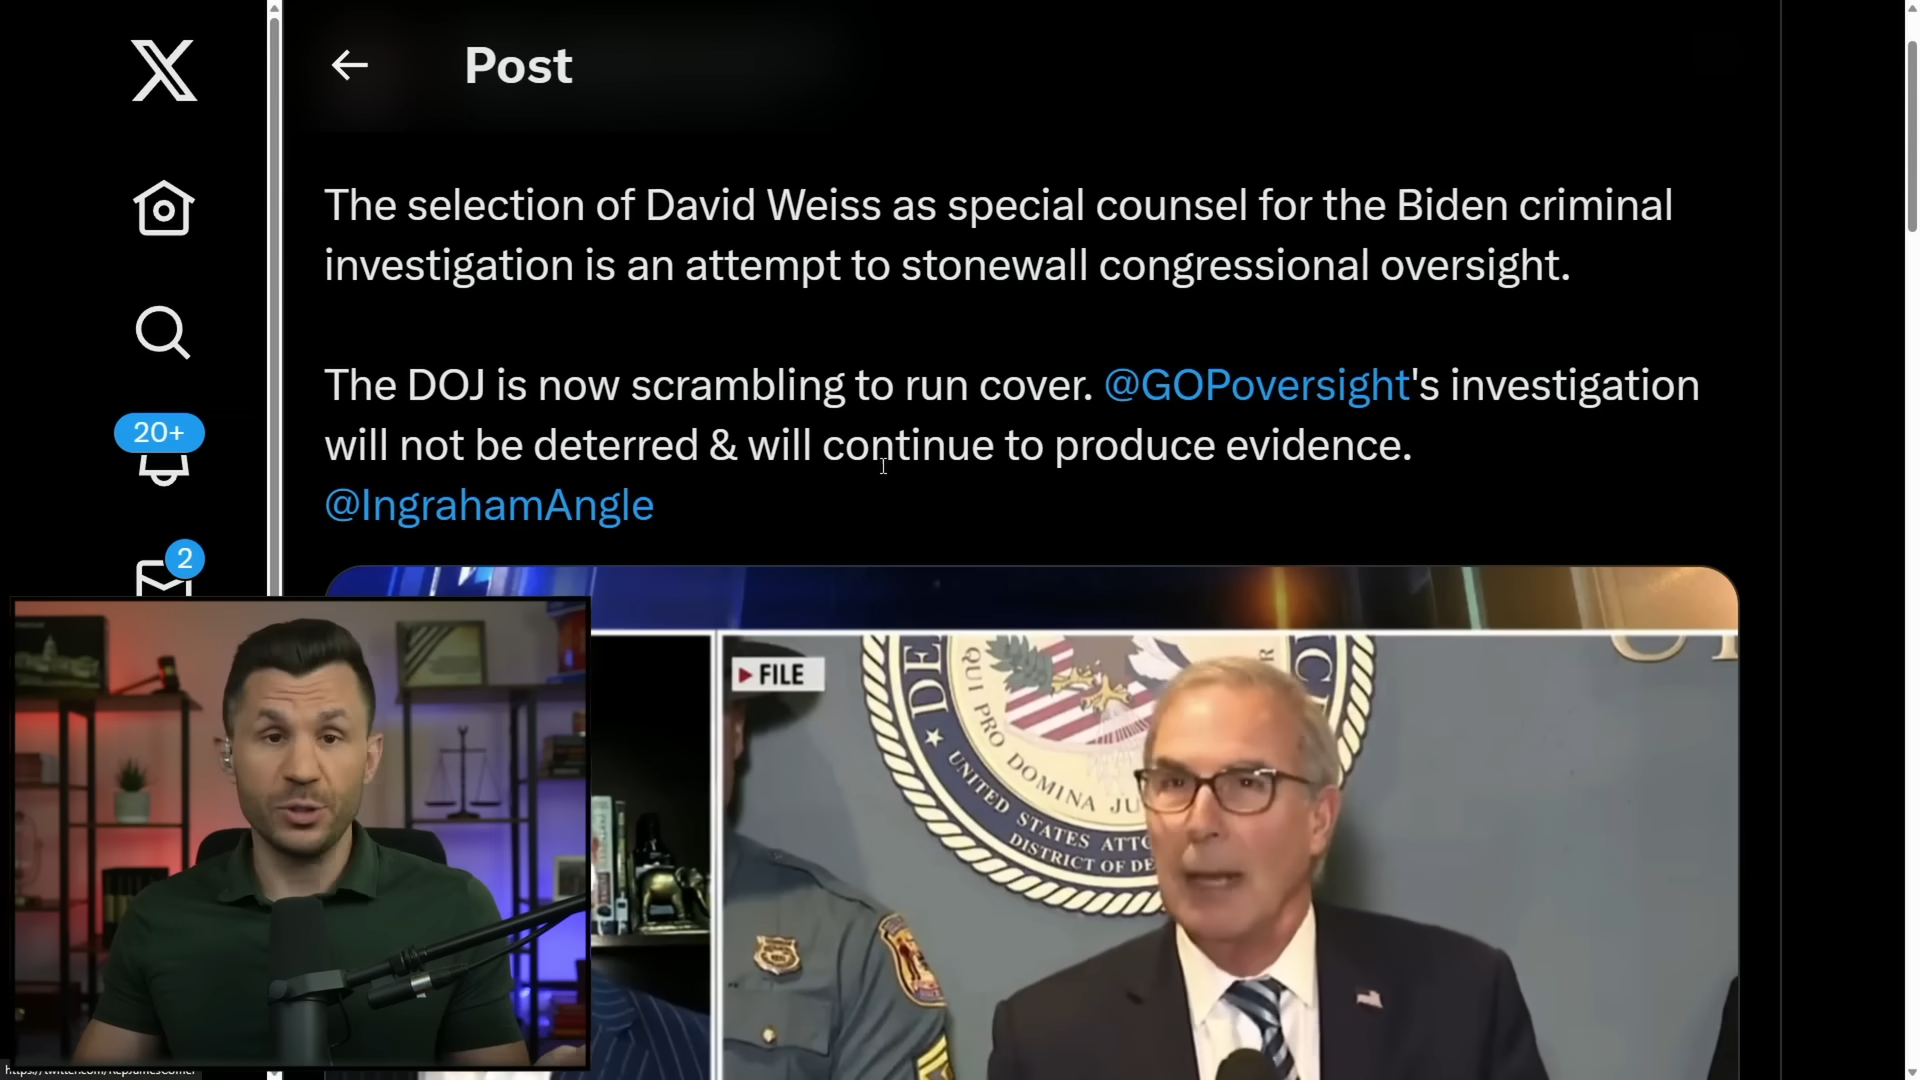 Post
The selection of David Weiss as special counsel for the Biden criminal
investigation is an attempt to stonewall congressional oversight.
The DOJ is now scrambling to run cover. @GOPoversight's investigation
will not be deterred & will continue to produce evidence.
@IngrahamAngle
20+
2
FILE
QUI PRO DOMINA JU
UNITED STATES ATTO
DISTRICT OF DE